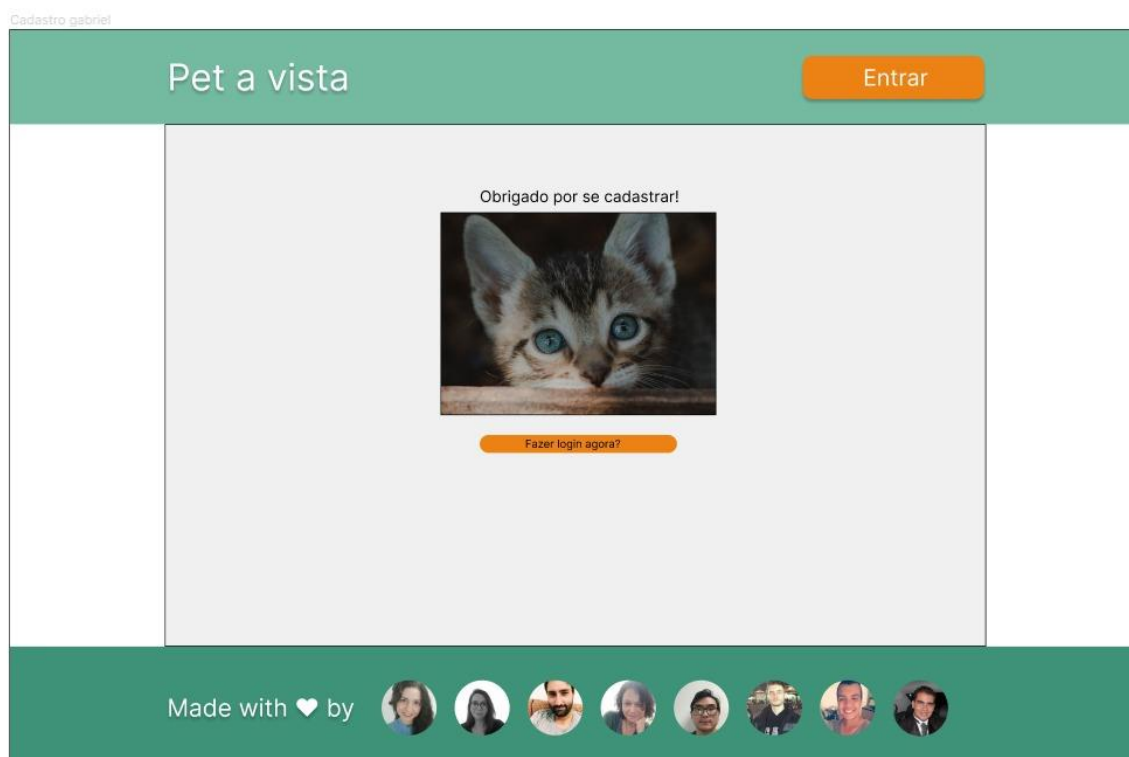 Cadastro gabriel
Pet a vista
Entrar
Obrigado por se cadastrar!
Fazer login agora?
Made with ♥ by